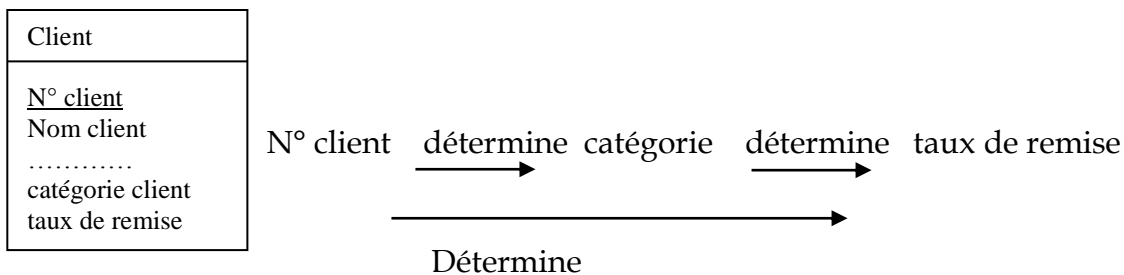 Client
N° client
Nom client
…………
catégorie client
taux de remise
N° client détermine catégorie détermine taux de remise
Détermine